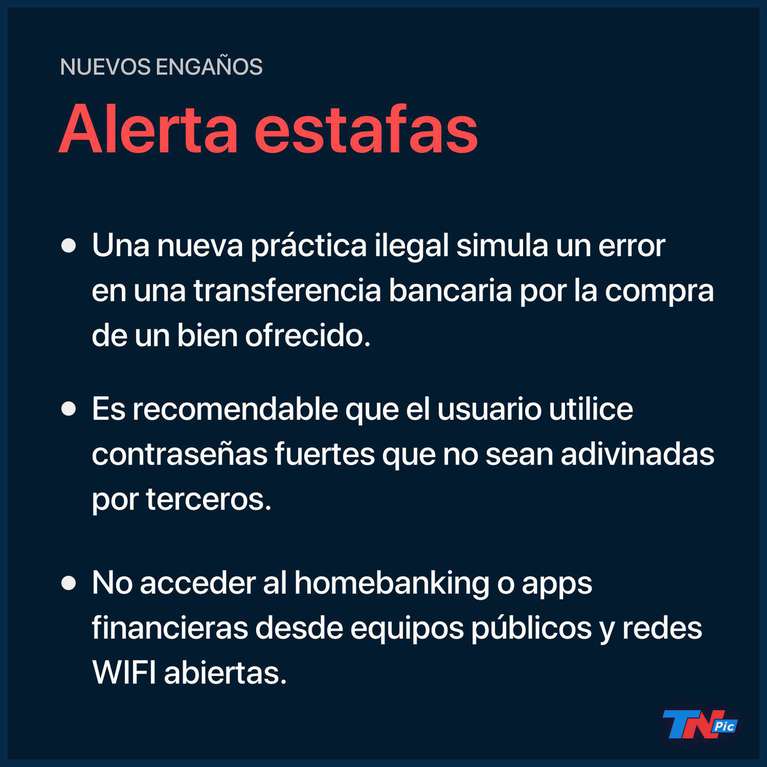 NUEVOS ENGAÑOS
Alerta estafas
• Una nueva práctica ilegal simula un error
en una transferencia bancaria por la compra
de un bien ofrecido.
• Es recomendable que el usuario utilice
contraseñas fuertes que no sean adivinadas
por terceros.
• No acceder al homebanking o apps
financieras desde equipos públicos y redes
WIFI abiertas.
TN Pic